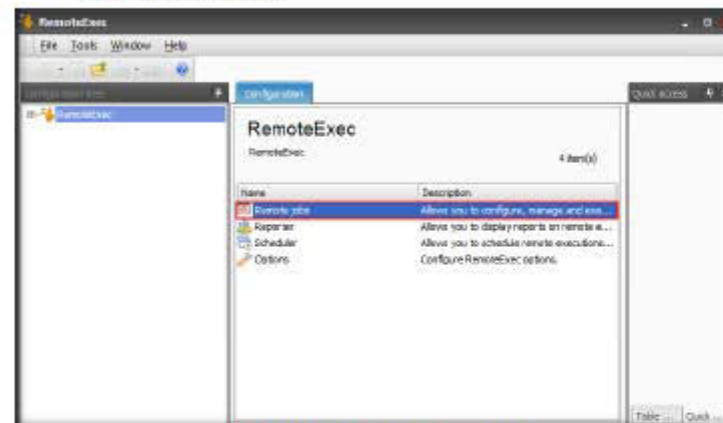 RemoteExec
File Tools Window Help
Configuration
Quick access
RemoteExec
RemoteExec
RemoteExec
4 item(s)
Name Description
Remote jobs Allows you to configure, manage and exe...
Reporter Allows you to display reports on remote e...
Scheduler Allows you to schedule remote executions...
Options Configure RemoteExec options.
Table ... Quick ...